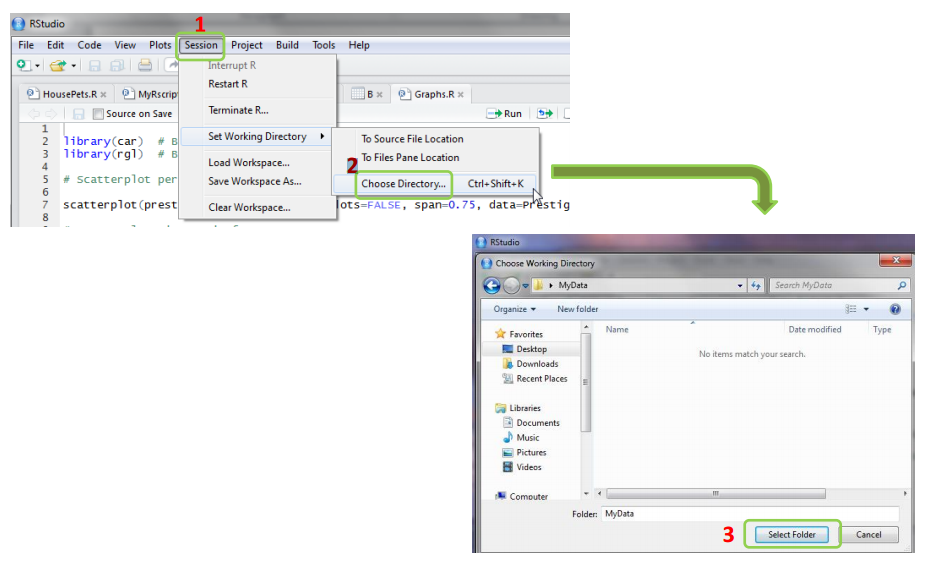 RStudio
1
File Edit Code View Plots Session Project Build Tools Help
Interrupt R
HousePets.R × MyRscrip Restart R B × Graphs.R ×
Source on Save Terminate R... Run
1
2 library(car) # B Set Working Directory To Source File Location
3 library(rgl) # B To Files Pane Location
4 Load Workspace... 2
5 # Scatterplot per Save Workspace As... Choose Directory... Ctrl+Shift+K
6
7 scatterplot(prest Clear Workspace... lots=FALSE, span=0.75, data=Prestig
8
RStudio
Choose Working Directory
MyData Search MyData
Organize New folder
Favorites Name Date modified Type
Desktop No items match your search.
Downloads
Recent Places
Libraries
Documents
Music
Pictures
Videos
Computer
Folder: MyData
3 Select Folder Cancel